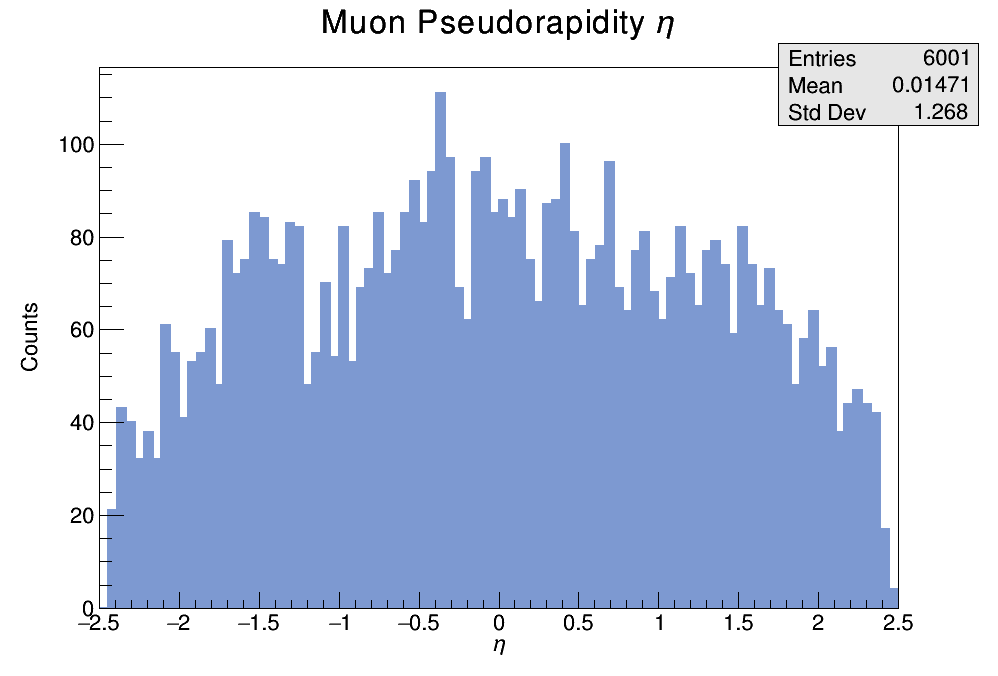 Muon Pseudorapidity η
Entries 6001
Mean 0.01471
Std Dev 1.268
Counts
100
80
60
40
20
0
−2.5 −2 −1.5 −1 −0.5 0 0.5 1 1.5 2 2.5
η